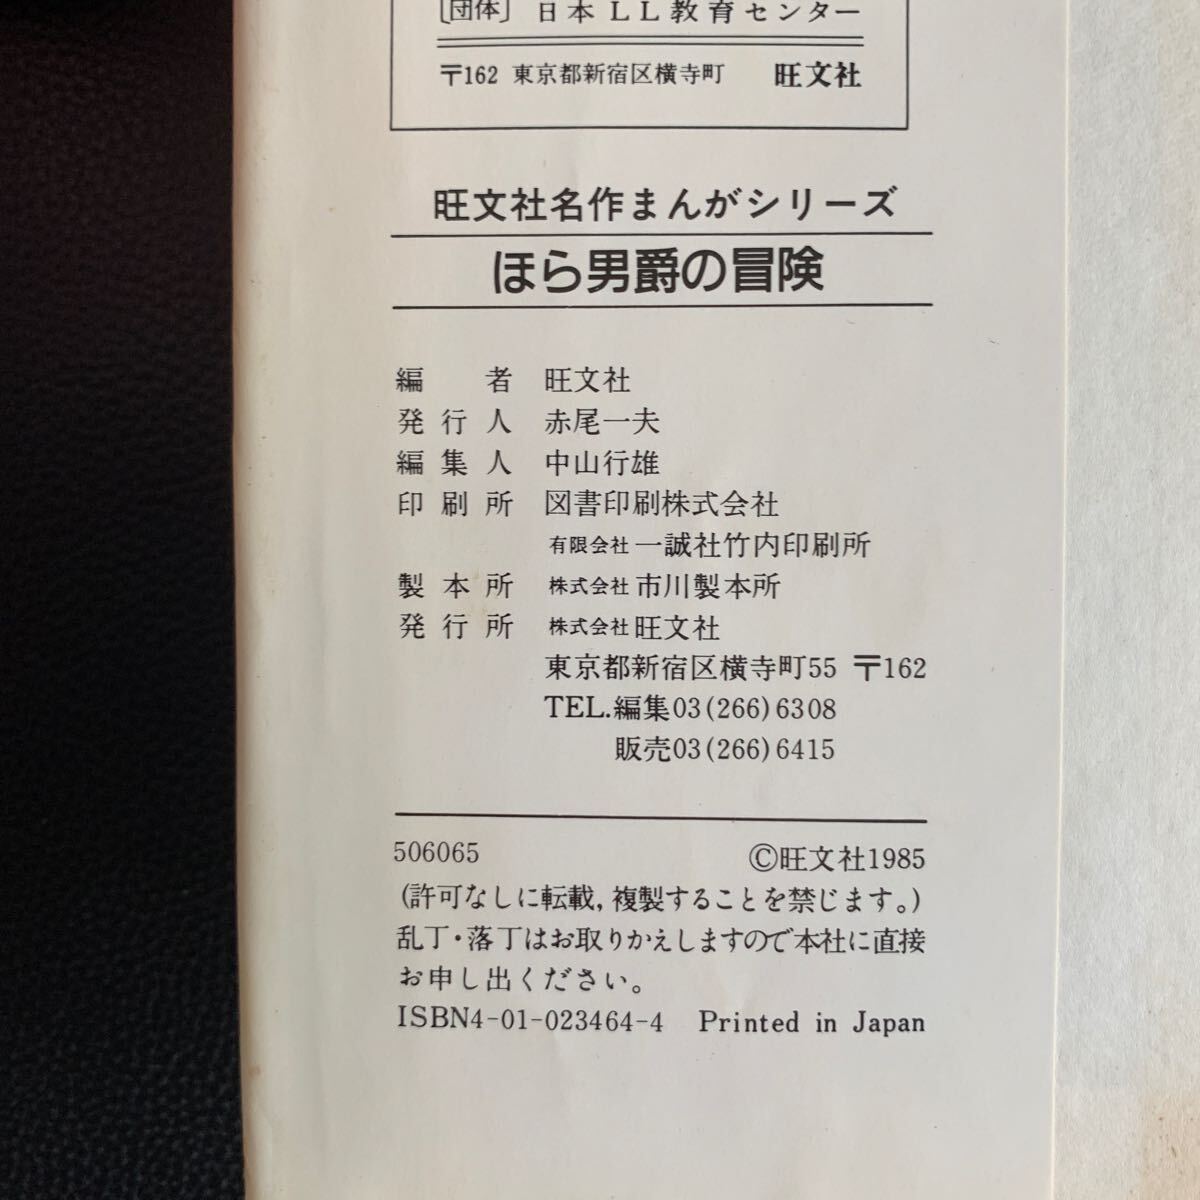 ［団体］ 日本LL教育センター
〒162 東京都新宿区横寺町 旺文社
旺文社名作まんがシリーズ
ほら男爵の冒険
編者 旺文社
発行人 赤尾一夫
編集人 中山行雄
印刷所 図書印刷株式会社
有限会社 一誠社竹内印刷所
製本所 株式会社 市川製本所
発行所 株式会社 旺文社
東京都新宿区横寺町55 〒162
TEL.編集03(266)6308
販売03(266)6415
506065 ©旺文社1985
(許可なしに転載,複製することを禁じます。)
乱丁・落丁はお取りかえしますので本社に直接
お申し出ください。
ISBN4-01-023464-4 Printed in Japan